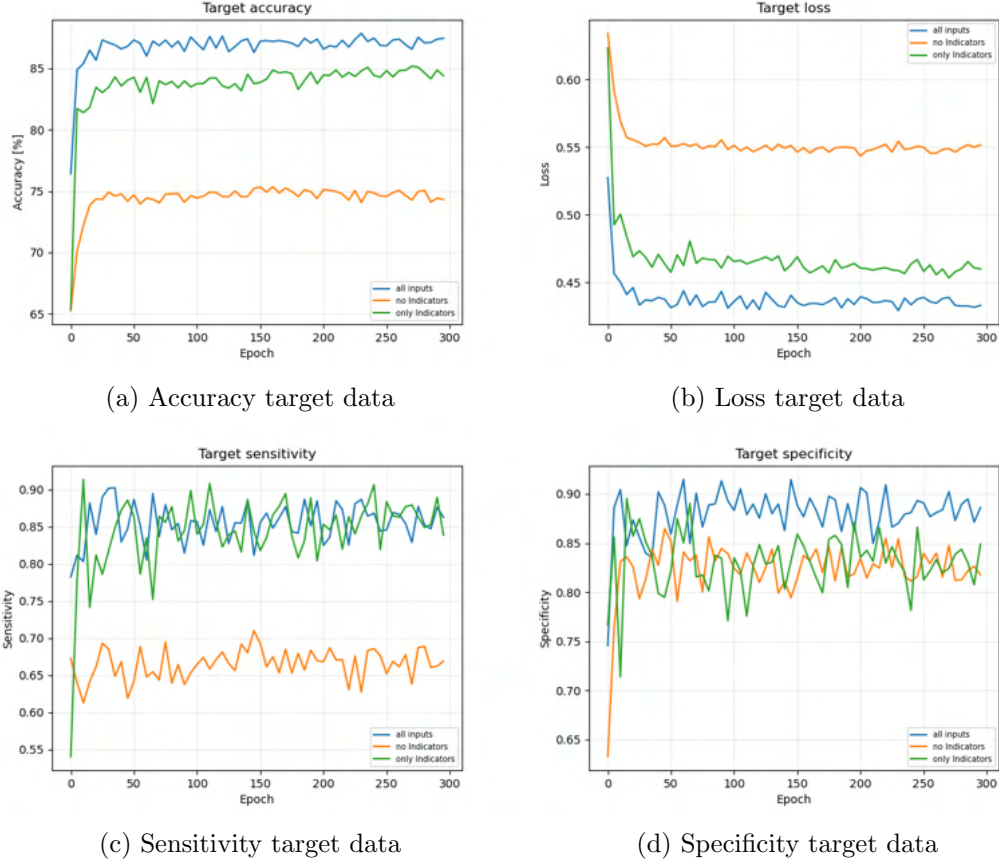 Target accuracy
Accuracy [%]
85
80
75
70
65
0 50 100 150 200 250 300
Epoch
all inputs
no Indicators
only Indicators
(a) Accuracy target data
Target loss
Loss
0.60
0.55
0.50
0.45
0 50 100 150 200 250 300
Epoch
all inputs
no Indicators
only Indicators
(b) Loss target data
Target sensitivity
Sensitivity
0.90
0.85
0.80
0.75
0.70
0.65
0.60
0.55
0 50 100 150 200 250 300
Epoch
all inputs
no Indicators
only Indicators
(c) Sensitivity target data
Target specificity
Specificity
0.90
0.85
0.80
0.75
0.70
0.65
0 50 100 150 200 250 300
Epoch
all inputs
no Indicators
only Indicators
(d) Specificity target data